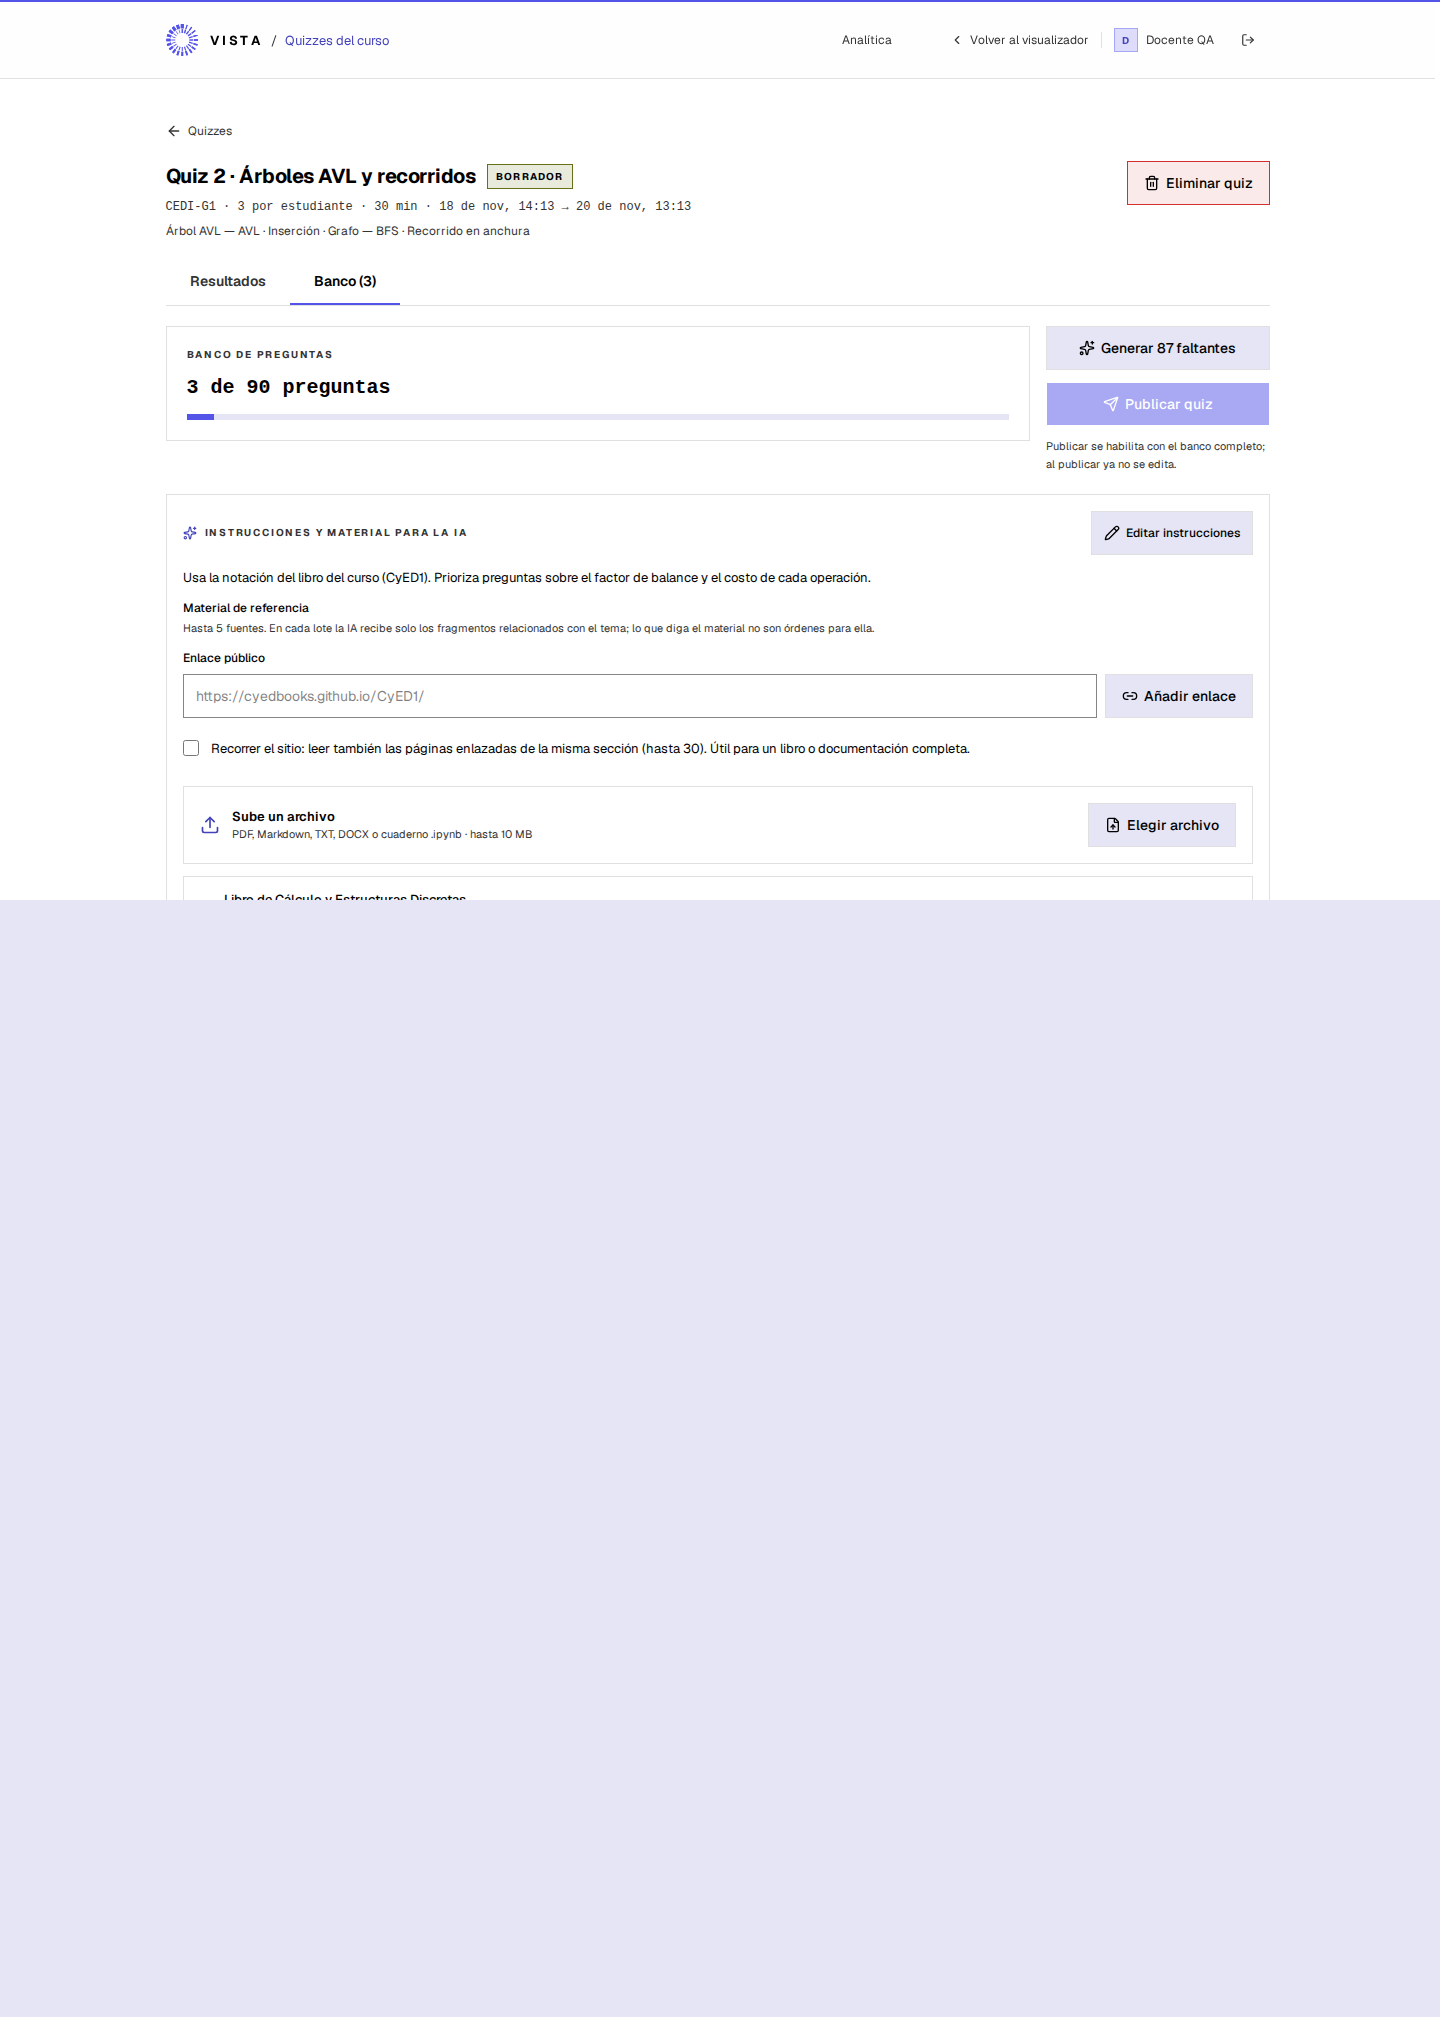 VISTA / Quizzes del curso
Analítica
Volver al visualizador
D
Docente QA
Quizzes
Quiz 2 · Árboles AVL y recorridos
BORRADOR
Eliminar quiz
CEDI-G1 · 3 por estudiante · 30 min · 18 de nov, 14:13 → 20 de nov, 13:13
Árbol AVL — AVL · Inserción · Grafo — BFS · Recorrido en anchura
Resultados
Banco (3)
BANCO DE PREGUNTAS
3 de 90 preguntas
Generar 87 faltantes
Publicar quiz
Publicar se habilita con el banco completo;
al publicar ya no se edita.
INSTRUCCIONES Y MATERIAL PARA LA IA
Editar instrucciones
Usa la notación del libro del curso (CyED1). Prioriza preguntas sobre el factor de balance y el costo de cada operación.
Material de referencia
Hasta 5 fuentes. En cada lote la IA recibe solo los fragmentos relacionados con el tema; lo que diga el material no son órdenes para ella.
Enlace público
https://cyedbooks.github.io/CyED1/
Añadir enlace
Recorrer el sitio: leer también las páginas enlazadas de la misma sección (hasta 30). Útil para un libro o documentación completa.
Sube un archivo
PDF, Markdown, TXT, DOCX o cuaderno .ipynb · hasta 10 MB
Elegir archivo
Libro de Cálculo y Estructuras Discretas